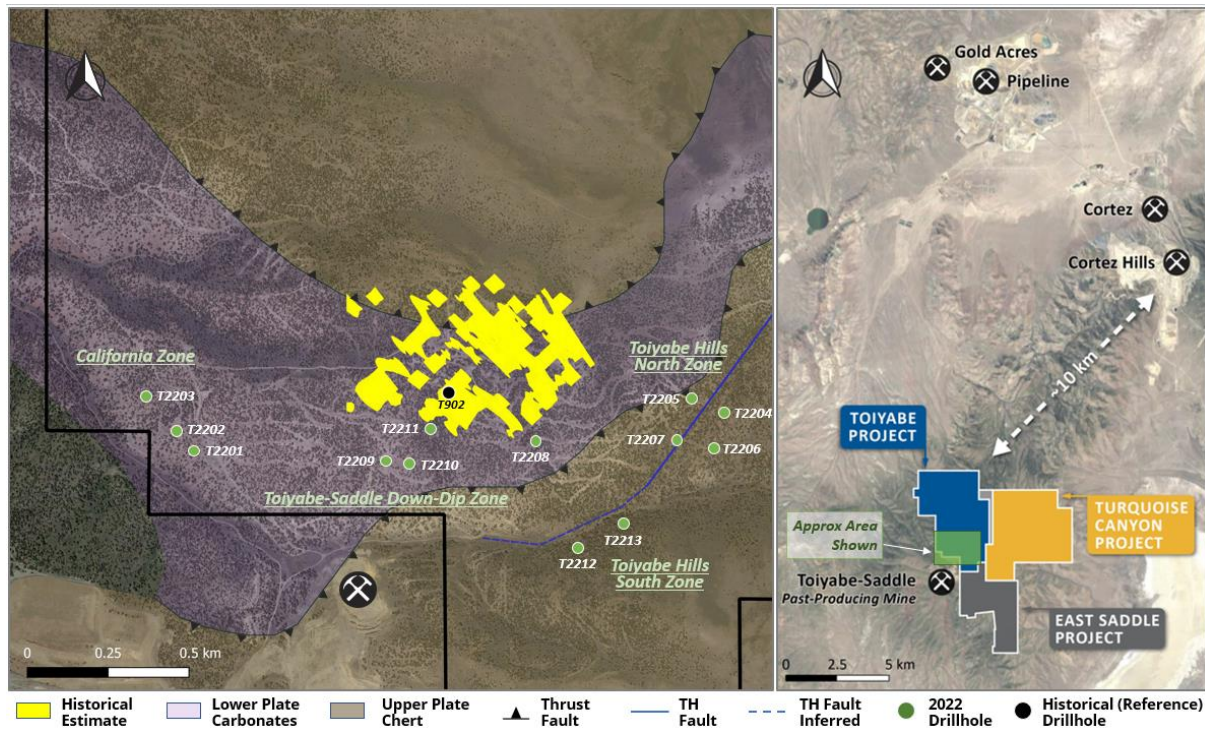 California Zone
T2203
T2202
T2201
T902
T2211
T2209
T2210
T2208
Toiyabe-Saddle Down-Dip Zone
Toiyabe Hills
North Zone
T2205
T2204
T2207
T2206
T2213
T2212
Toiyabe Hills
South Zone
0 0.25 0.5 km
Gold Acres
Pipeline
Cortez
Cortez Hills
~10 km
TOIYABE
PROJECT
TURQUOISE
CANYON
PROJECT
Approx Area
Shown
Toiyabe-Saddle
Past-Producing Mine
EAST SADDLE
PROJECT
0 2.5 5 km
Historical
Estimate
Lower Plate
Carbonates
Upper Plate
Chert
Thrust
Fault
TH
Fault
TH Fault
Inferred
2022
Drillhole
Historical (Reference)
Drillhole